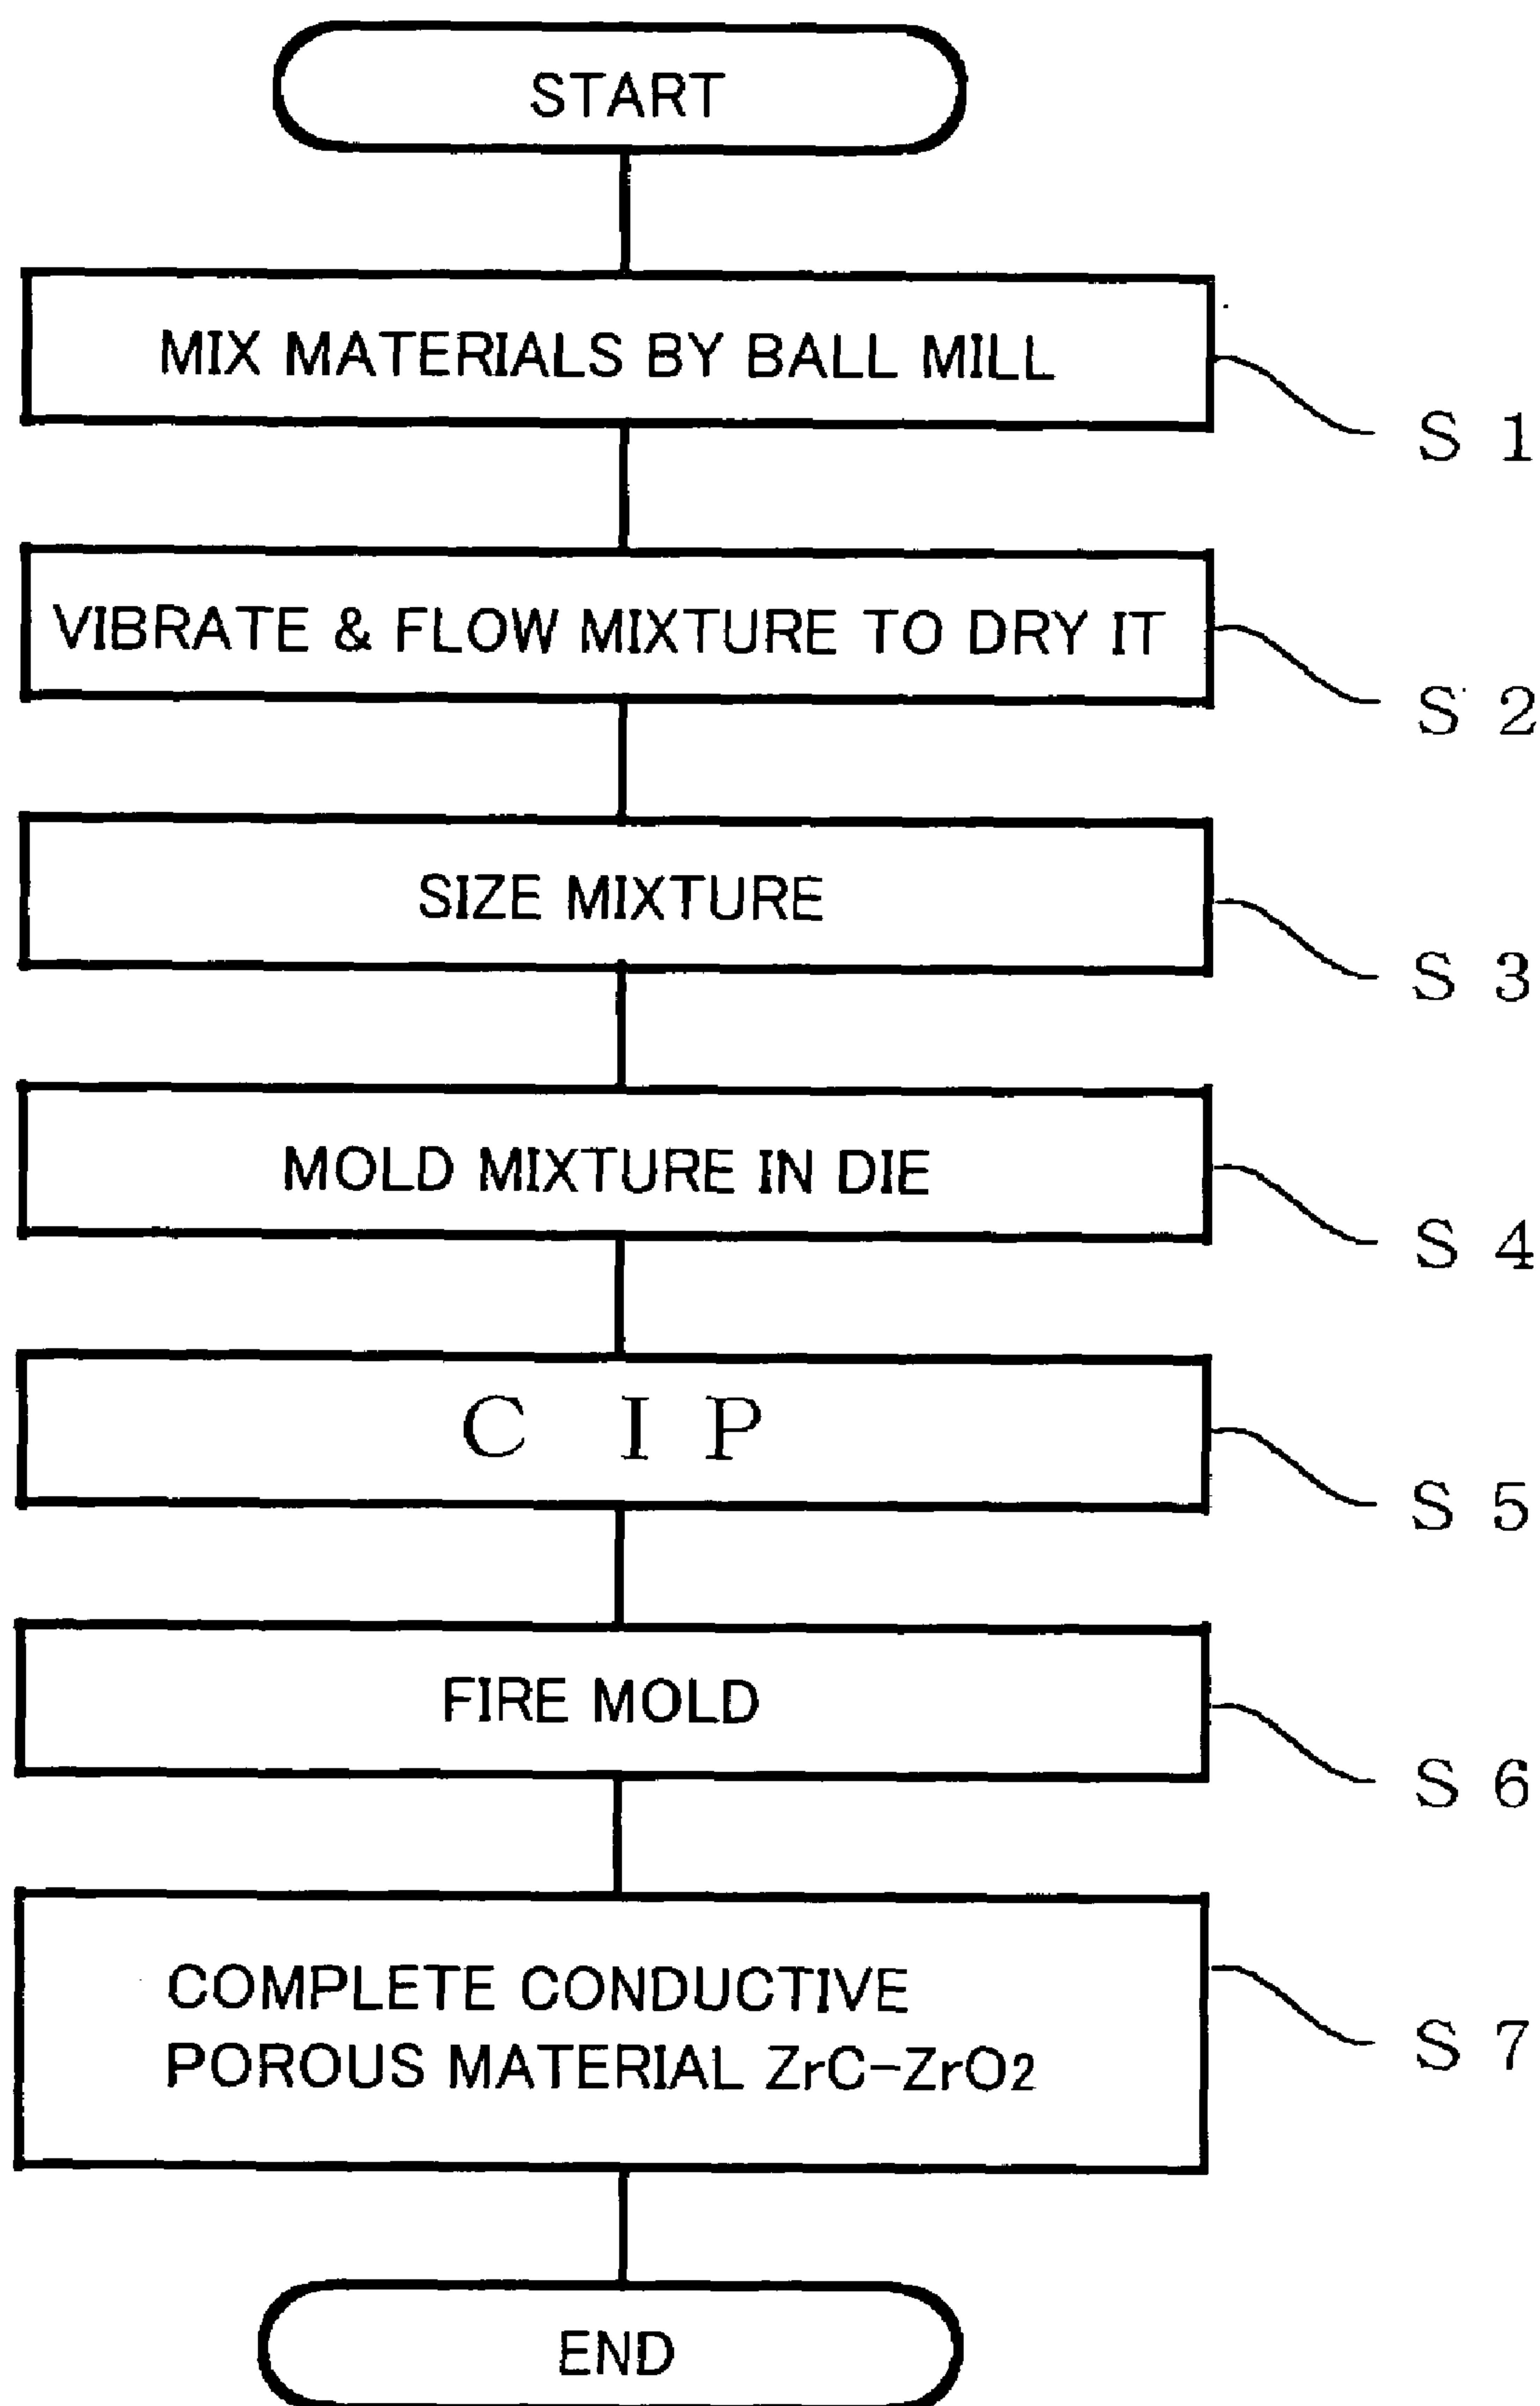 START
MIX MATERIALS BY BALL MILL
S 1
VIBRATE & FLOW MIXTURE TO DRY IT
S 2
SIZE MIXTURE
S 3
MOLD MIXTURE IN DIE
S 4
C I P
S 5
FIRE MOLD
S 6
COMPLETE CONDUCTIVE
POROUS MATERIAL ZrC-ZrO2
S 7
END